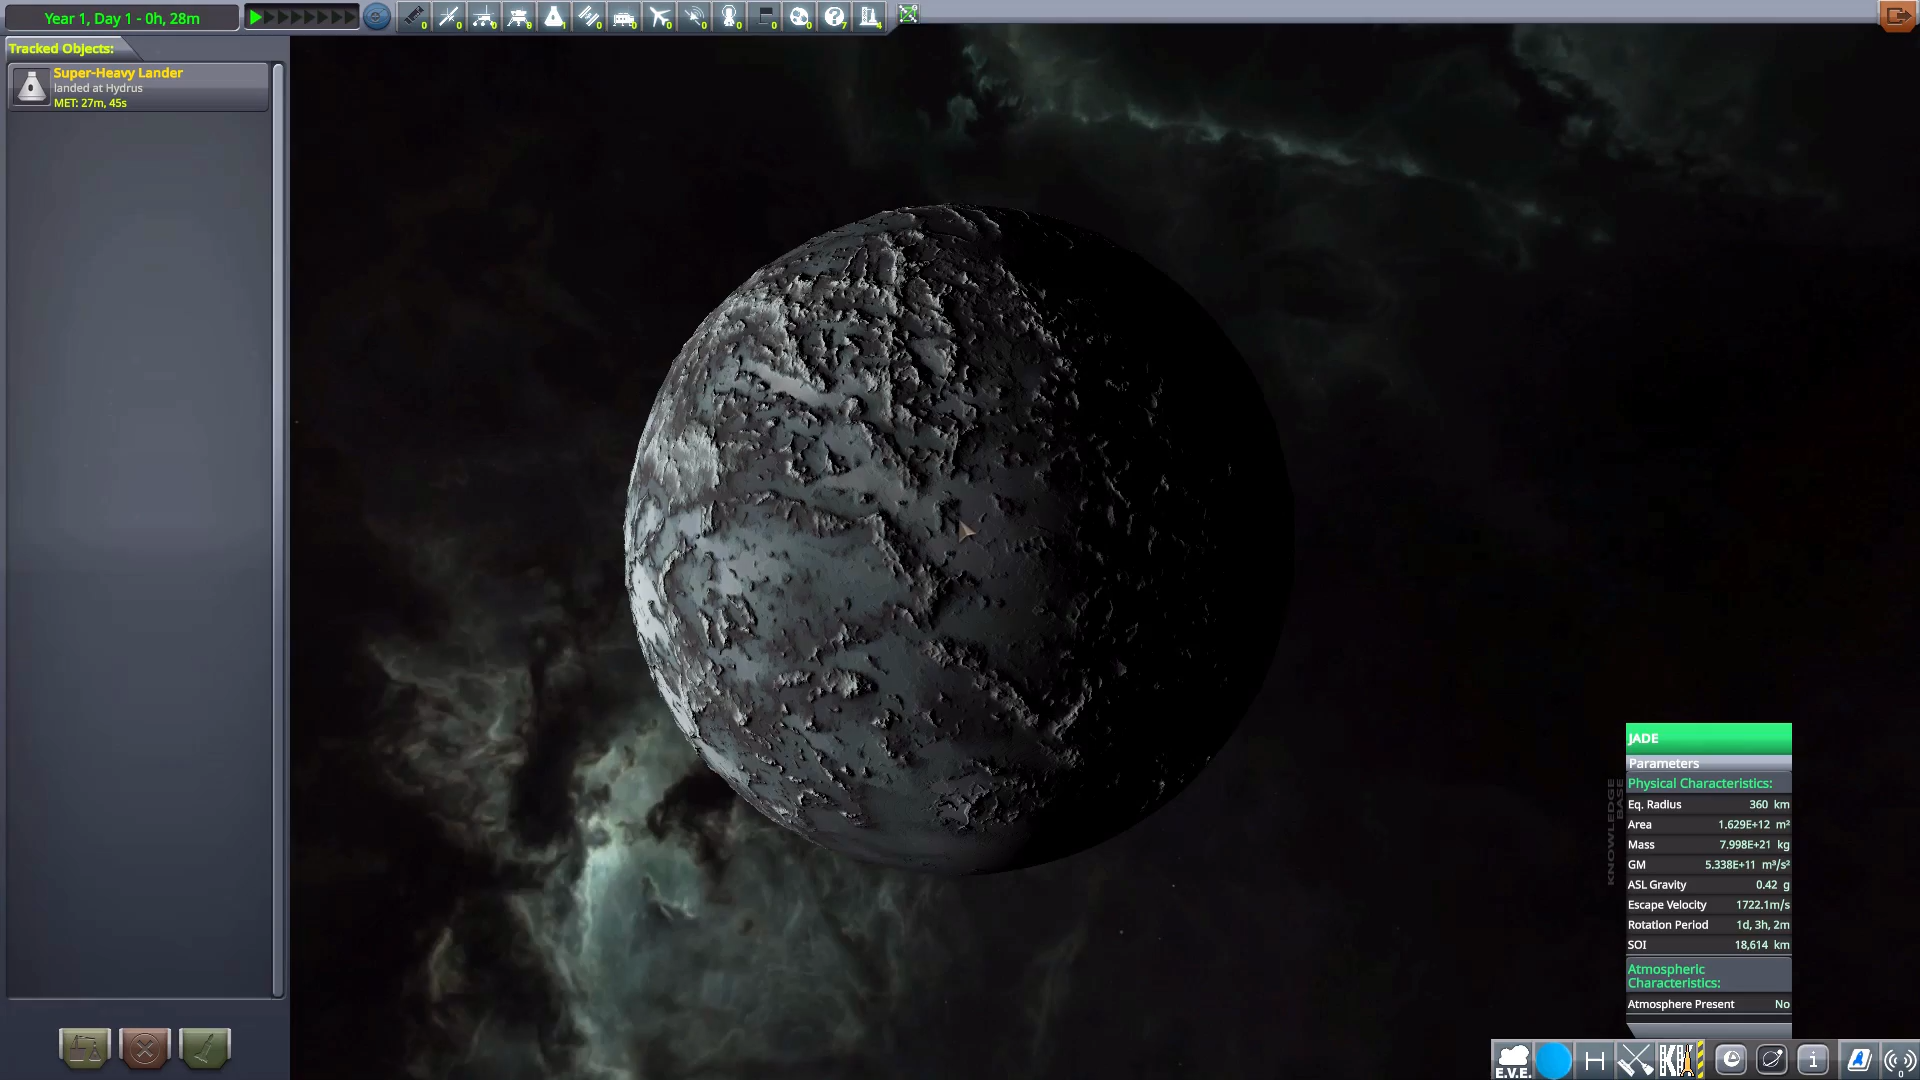 Year 1, Day 1 - 0h, 28m
Tracked Objects:
Super-Heavy Lander
landed at Hydrus
MET: 27m, 45s
JADE
Parameters
Physical Characteristics:
Eq. Radius 360 km
Area 1.629E+12 m²
Mass 7.998E+21 kg
GM 5.338E+11 m³/s²
ASL Gravity 0.42 g
Escape Velocity 1722.1m/s
Rotation Period 1d, 3h, 2m
SOI 18,614 km
Atmospheric
Characteristics:
Atmosphere Present No
KNOWLEDGE
BASE
E.V.E.